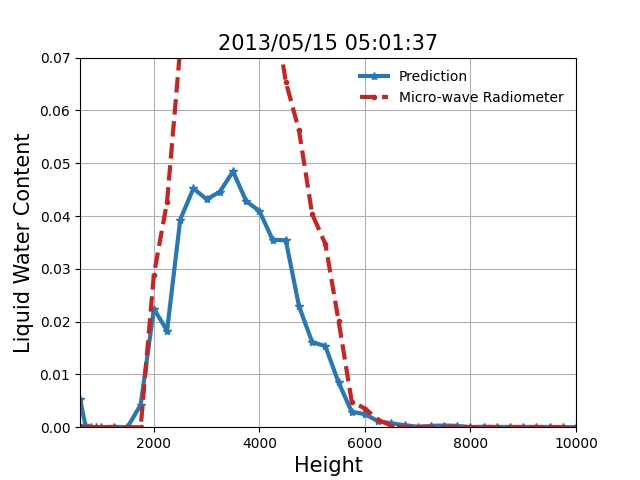 2013/05/15 05:01:37
Prediction
Micro-wave Radiometer
0.07
0.06
0.05
0.04
0.03
0.02
0.01
0.00
Liquid Water Content
2000 4000 6000 8000 10000
Height